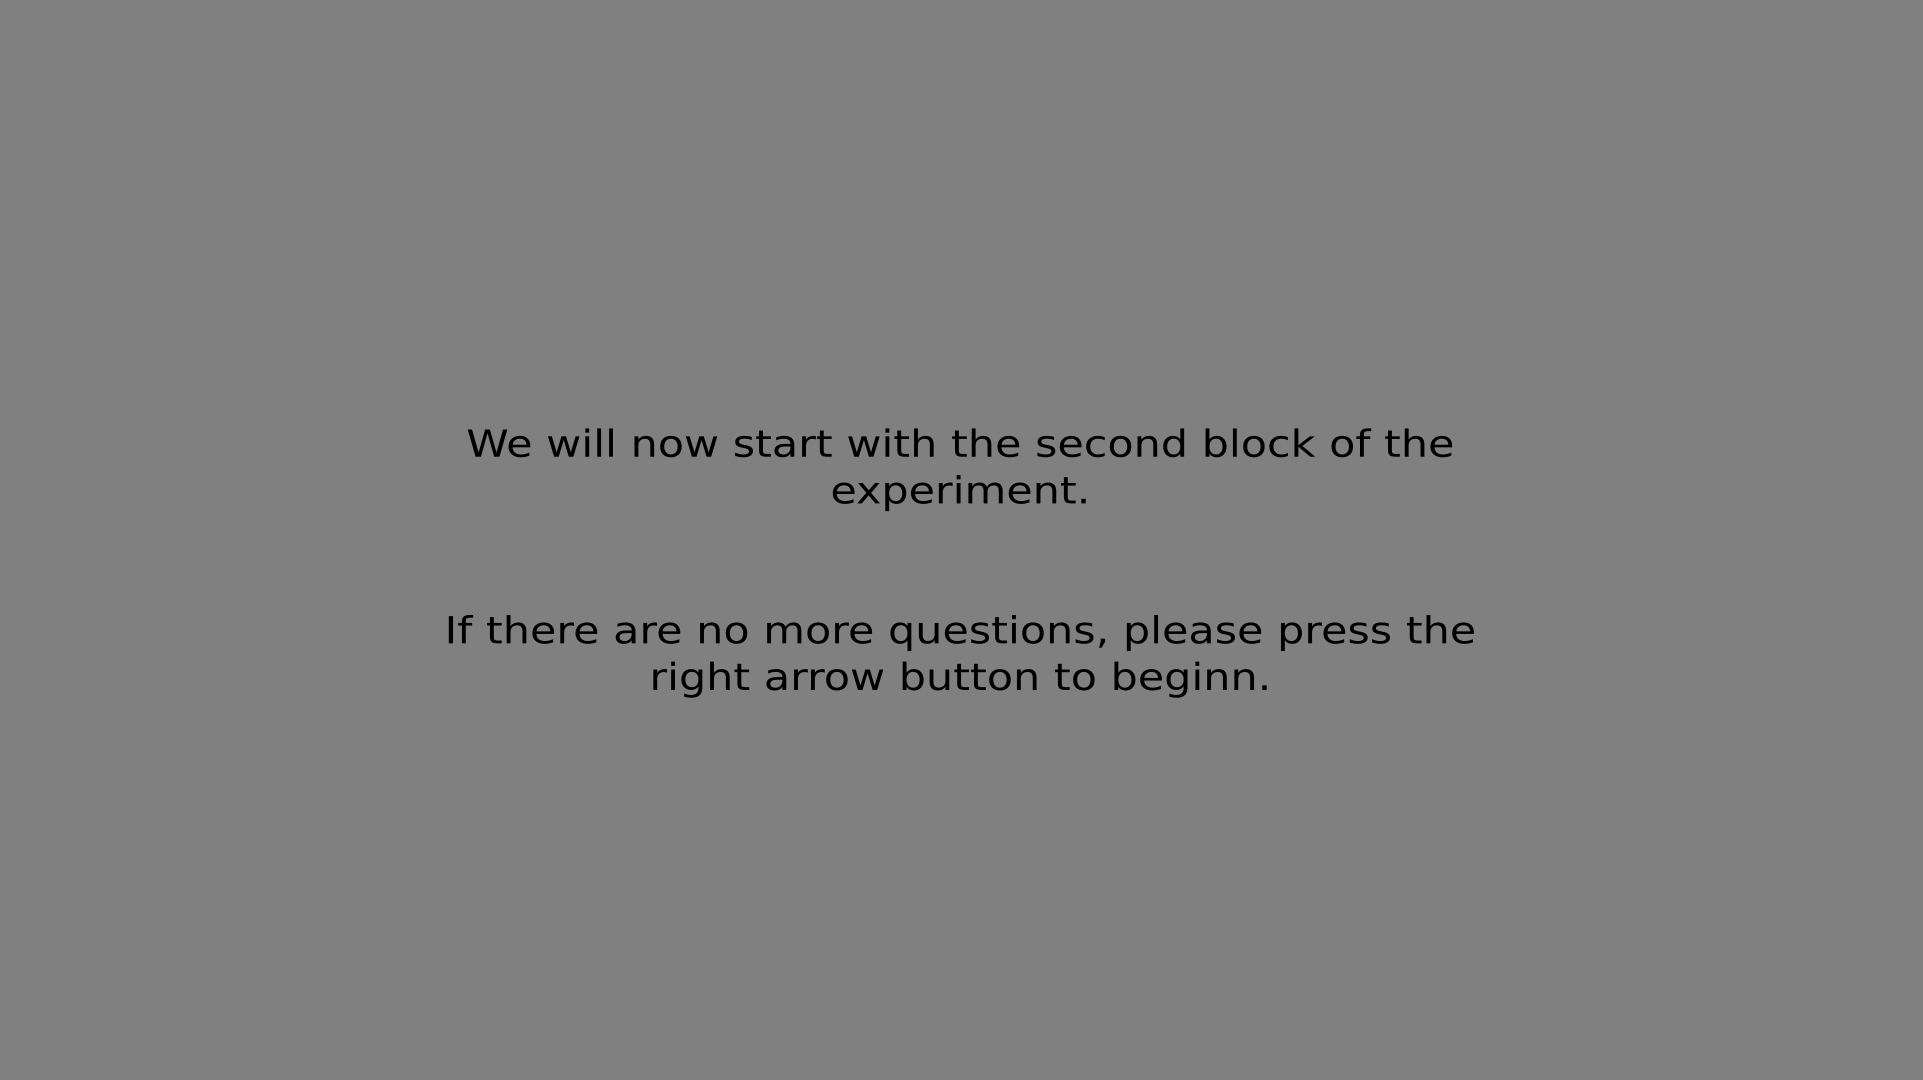 We will now start with the second block of the
experiment.
If there are no more questions, please press the
right arrow button to beginn.